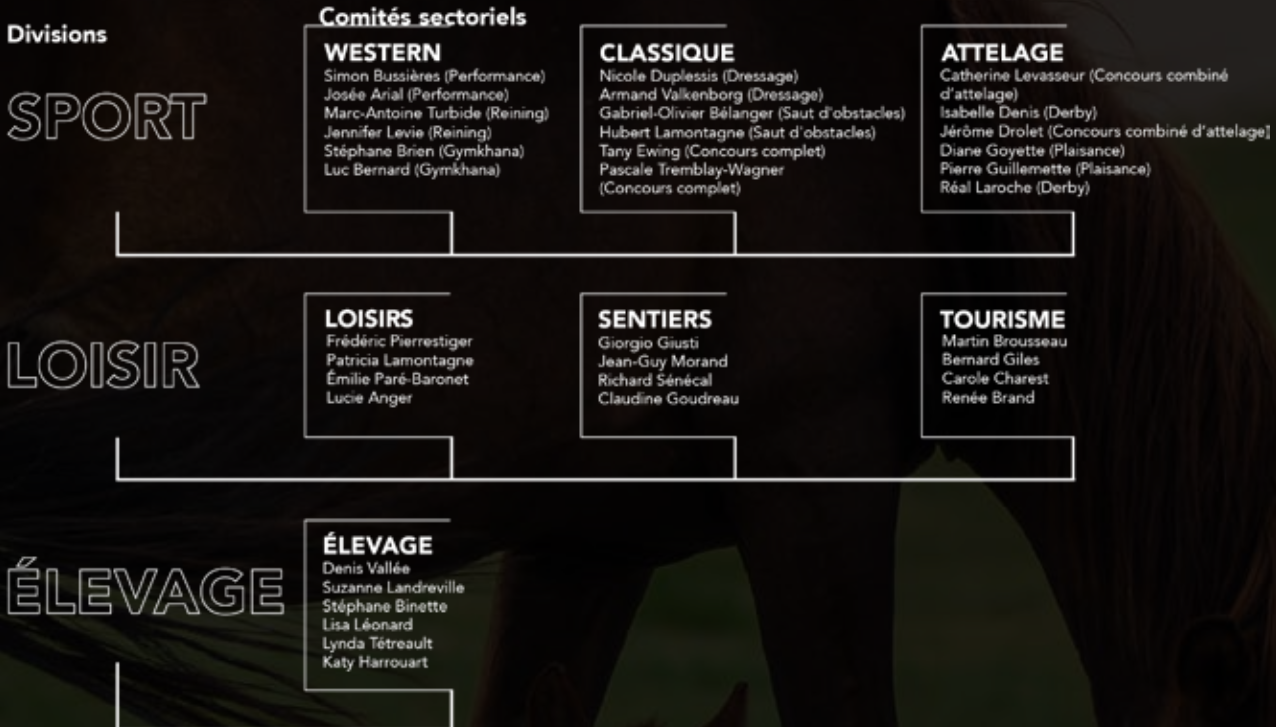 Divisions
Comités sectoriels
SPORT
WESTERN
Simon Bussières (Performance)
Josée Arial (Performance)
Marc-Antoine Turbide (Reining)
Jennifer Levie (Reining)
Stéphane Brien (Gymkhana)
Luc Bernard (Gymkhana)
CLASSIQUE
Nicole Duplessis (Dressage)
Armand Valkenborg (Dressage)
Gabriel-Olivier Bélanger (Saut d'obstacles)
Hubert Lamontagne (Saut d'obstacles)
Tany Ewing (Concours complet)
Pascale Tremblay-Wagner
(Concours complet)
ATTELAGE
Catherine Levasseur (Concours combiné
d'attelage)
Isabelle Denis (Derby)
Jérôme Drolet (Concours combiné d'attelage)
Diane Goyette (Plaisance)
Pierre Guillemette (Plaisance)
Réal Laroche (Derby)
LOISIR
LOISIRS
Frédéric Pierrestiger
Patricia Lamontagne
Émilie Paré-Baronet
Lucie Anger
SENTIERS
Giorgio Giusti
Jean-Guy Morand
Richard Sénécal
Claudine Goudreau
TOURISME
Martin Brousseau
Bernard Giles
Carole Charest
Renée Brand
ÉLEVAGE
ÉLEVAGE
Denis Vallée
Suzanne Landreville
Stéphane Binette
Lisa Léonard
Lynda Tétreault
Katy Harrouart